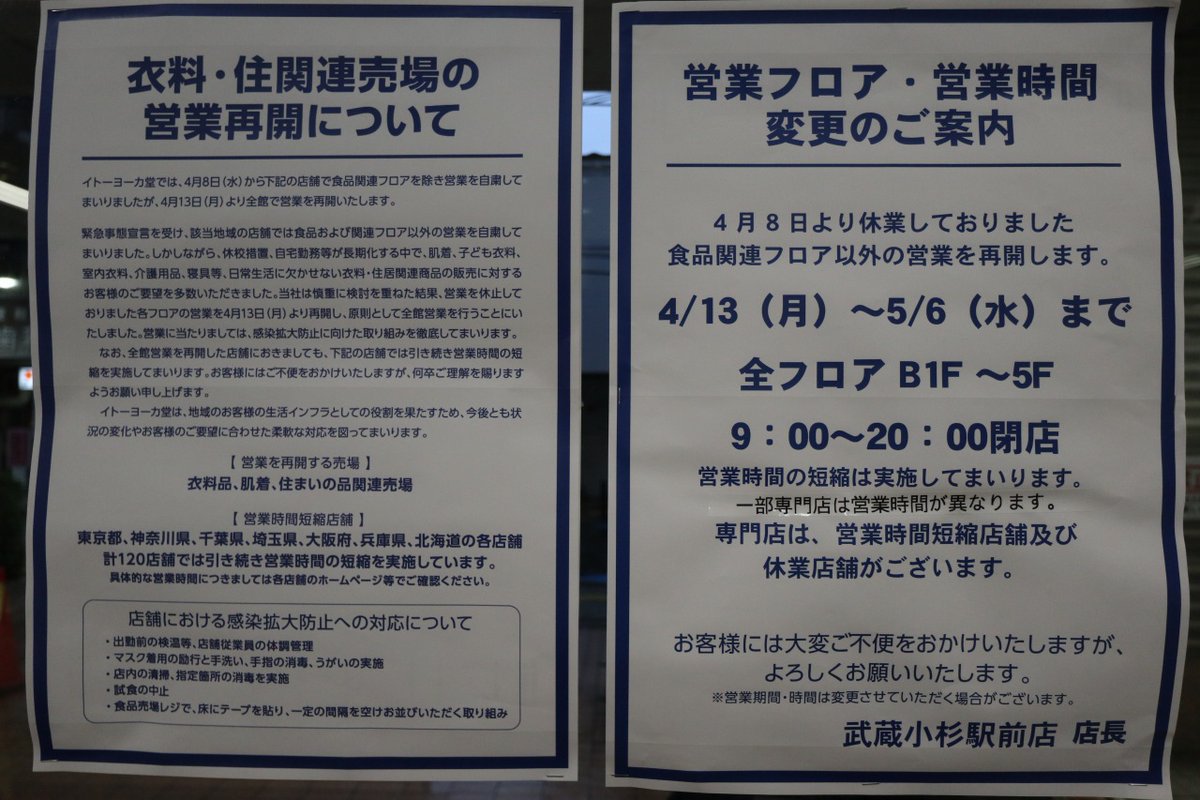 衣料・住関連売場の
営業再開について
イトーヨーカ堂では、4月8日(水)から下記の店舗で食品関連フロアを除き営業を自粛して
まいりましたが、4月13日(月)より全館で営業を再開いたします。
緊急事態宣言を受け、該当地域の店舗では食品および関連フロア以外の営業を自粛して
まいりました。しかしながら、休校措置、自宅勤務等が長期化する中で、肌着、子ども衣料、
室内衣料、介護用品、寝具等、日常生活に欠かせない衣料・住居関連商品の販売に対する
お客様のご要望を多数いただきました。当社は慎重に検討を重ねた結果、営業を休止して
おりました各フロアの営業を4月13日(月)より再開し、原則として全館営業を行うことにい
たしました。営業に当たりましては、感染拡大防止に向けた取り組みを徹底してまいります。
なお、全館営業を再開した店舗におきましても、下記の店舗では引き続き営業時間の短
縮を実施してまいります。お客様にはご不便をおかけいたしますが、何卒ご理解を賜ります
ようお願い申し上げます。
イトーヨーカ堂は、地域のお客様の生活インフラとしての役割を果たすため、今後とも状
況の変化やお客様のご要望に合わせた柔軟な対応を図ってまいります。
【 営業を再開する売場 】
衣料品、肌着、住まいの品関連売場
【 営業時間短縮店舗 】
東京都、神奈川県、千葉県、埼玉県、大阪府、兵庫県、北海道の各店舗
計120店舗では引き続き営業時間の短縮を実施しています。
具体的な営業時間につきましては各店舗のホームページ等でご確認ください。
店舗における感染拡大防止への対応について
・出勤前の検温等、店舗従業員の体調管理
・マスク着用の励行と手洗い、手指の消毒、うがいの実施
・店内の清掃、指定箇所の消毒を実施
・試食の中止
・食品売場レジで、床にテープを貼り、一定の間隔を空けお並びいただく取り組み
営業フロア・営業時間
変更のご案内
4月8日より休業しておりました
食品関連フロア以外の営業を再開します。
4/13（月）～5/6（水）まで
全フロア B1F ～5F
9：00～20：00閉店
営業時間の短縮は実施してまいります。
一部専門店は営業時間が異なります。
専門店は、営業時間短縮店舗及び
休業店舗がございます。
お客様には大変ご不便をおかけいたしますが、
よろしくお願いいたします。
※営業期間・時間は変更させていただく場合がございます。
武蔵小杉駅前店 店長